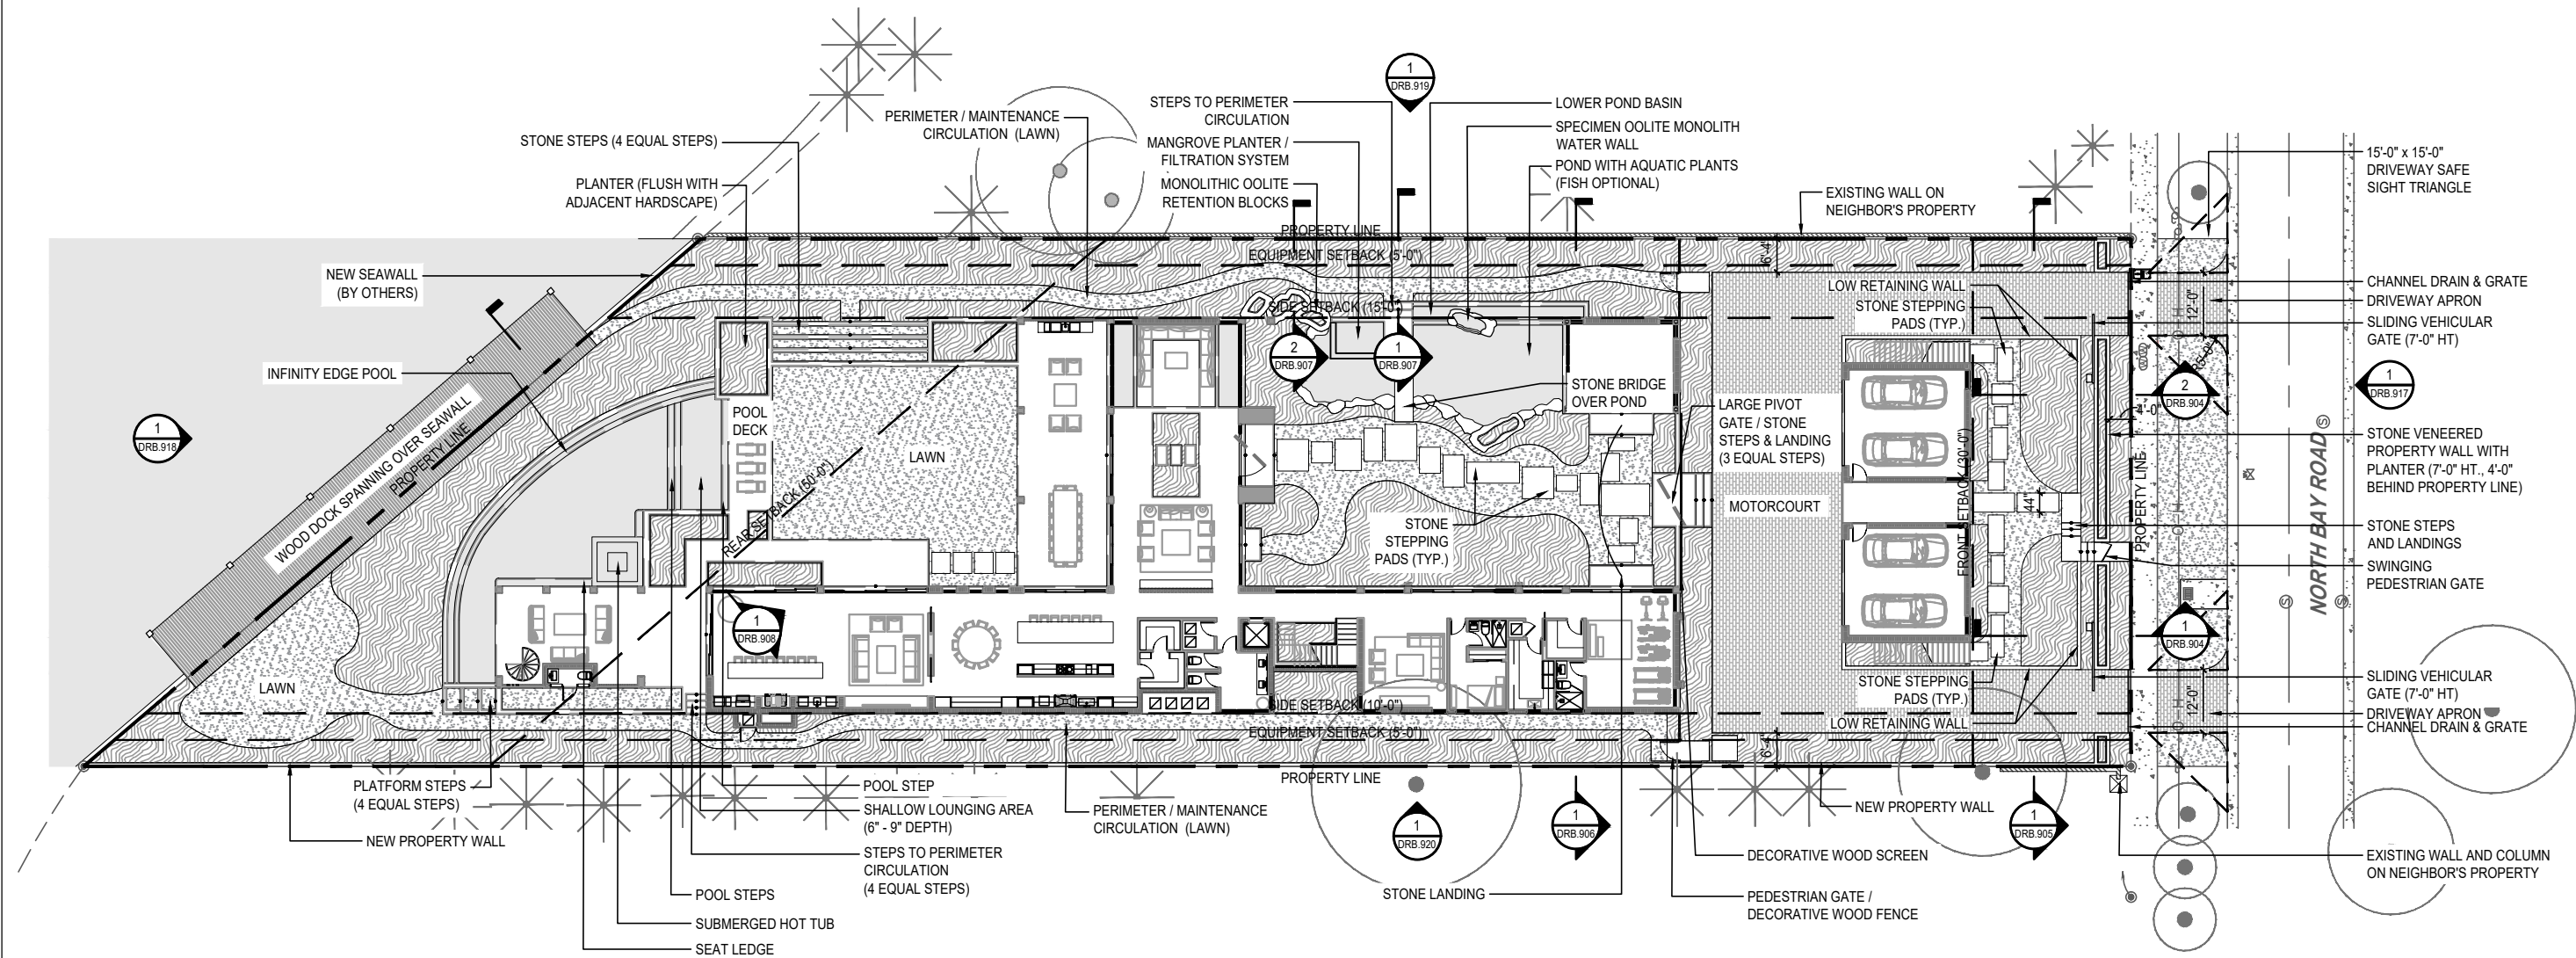 1
DRB.919
STEPS TO PERIMETER
CIRCULATION
LOWER POND BASIN
PERIMETER / MAINTENANCE
CIRCULATION (LAWN)
SPECIMEN OOLITE MONOLITH
WATER WALL
STONE STEPS (4 EQUAL STEPS)
MANGROVE PLANTER /
FILTRATION SYSTEM
POND WITH AQUATIC PLANTS
(FISH OPTIONAL)
15'-0" x 15'-0"
DRIVEWAY SAFE
SIGHT TRIANGLE
PLANTER (FLUSH WITH
ADJACENT HARDSCAPE)
MONOLITHIC OOLITE
RETENTION BLOCKS
EXISTING WALL ON
NEIGHBOR'S PROPERTY
PROPERTY LINE
EQUIPMENT SETBACK (5'-0")
6'-4"
NEW SEAWALL
(BY OTHERS)
SIDE SETBACK (15'-0")
LOW RETAINING WALL
STONE STEPPING
PADS (TYP.)
CHANNEL DRAIN & GRATE
DRIVEWAY APRON
12'-0"
SLIDING VEHICULAR
GATE (7'-0" HT)
2
DRB.907
1
DRB.907
INFINITY EDGE POOL
STONE BRIDGE
OVER POND
2
DRB.904
1
DRB.917
POOL
DECK
LARGE PIVOT
GATE / STONE
STEPS & LANDING
(3 EQUAL STEPS)
4'-0"
1
DRB.918
LAWN
STONE VENEERED
PROPERTY WALL WITH
PLANTER (7'-0" HT., 4'-0"
BEHIND PROPERTY LINE)
WOOD DOCK SPANNING OVER SEAWALL
PROPERTY LINE
REAR SETBACK (50'-0")
MOTORCOURT
FRONT SETBACK (30'-0")
44"
PROPERTY LINE
NORTH BAY ROAD
S
S
S
STONE
STEPPING
PADS (TYP.)
STONE STEPS
AND LANDINGS
SWINGING
PEDESTRIAN GATE
1
DRB.908
1
DRB.904
LAWN
STONE STEPPING
PADS (TYP.)
SLIDING VEHICULAR
GATE (7'-0" HT)
12'-0"
SIDE SETBACK (10'-0")
LOW RETAINING WALL
DRIVEWAY APRON
CHANNEL DRAIN & GRATE
EQUIPMENT SETBACK (5'-0")
6'-4"
PROPERTY LINE
PLATFORM STEPS
(4 EQUAL STEPS)
POOL STEP
SHALLOW LOUNGING AREA
(6" - 9" DEPTH)
PERIMETER / MAINTENANCE
CIRCULATION (LAWN)
NEW PROPERTY WALL
1
DRB.920
1
DRB.906
1
DRB.905
NEW PROPERTY WALL
STEPS TO PERIMETER
CIRCULATION
(4 EQUAL STEPS)
DECORATIVE WOOD SCREEN
EXISTING WALL AND COLUMN
ON NEIGHBOR'S PROPERTY
POOL STEPS
STONE LANDING
PEDESTRIAN GATE /
DECORATIVE WOOD FENCE
SUBMERGED HOT TUB
SEAT LEDGE